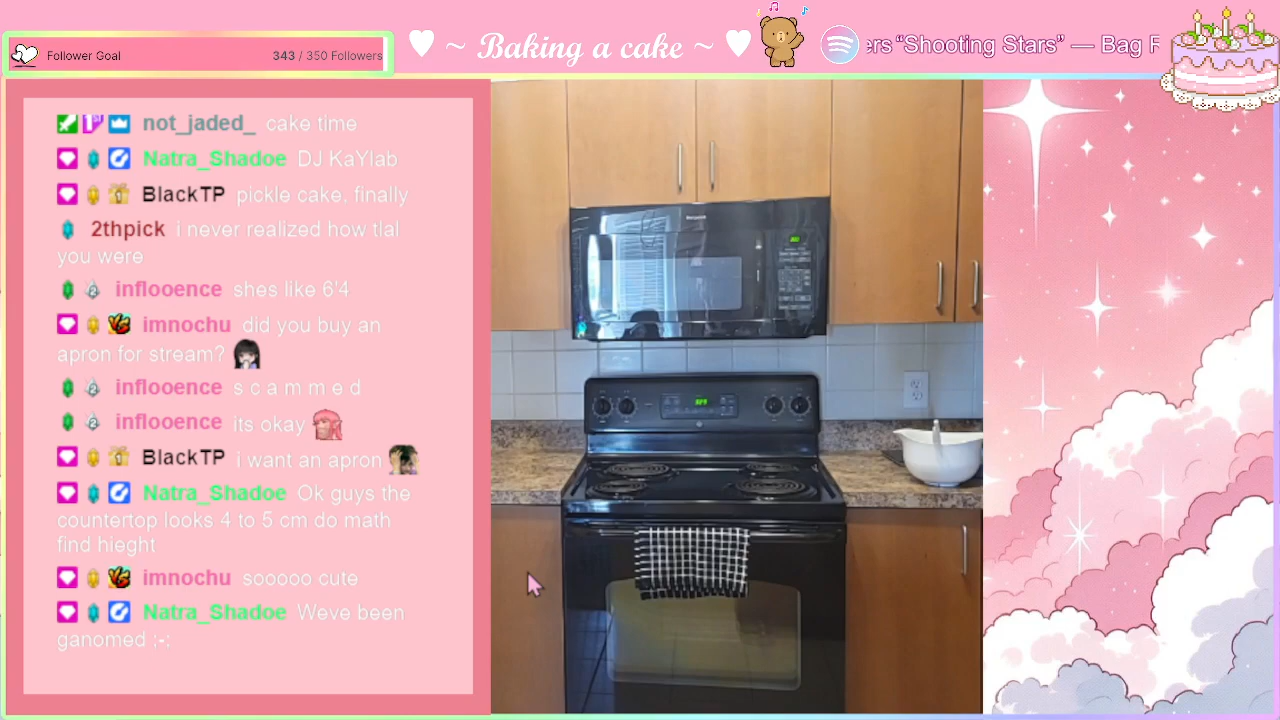 Follower Goal
343 / 350 Followers
~ Baking a cake ~
ers "Shooting Stars" — Bag R
not_jaded_ cake time
Natra_Shadoe DJ KaYlab
BlackTP pickle cake. finally
2thpick i never realized how tlal
you were
inflooence shes like 6'4
imnochu did you buy an
apron for stream?
inflooence s c a m m e d
inflooence its okay
BlackTP i want an apron
Natra_Shadoe Ok guys the
countertop looks 4 to 5 cm do math
find hieght
imnochu sooooo cute
Natra_Shadoe Weve been
ganomed :-: